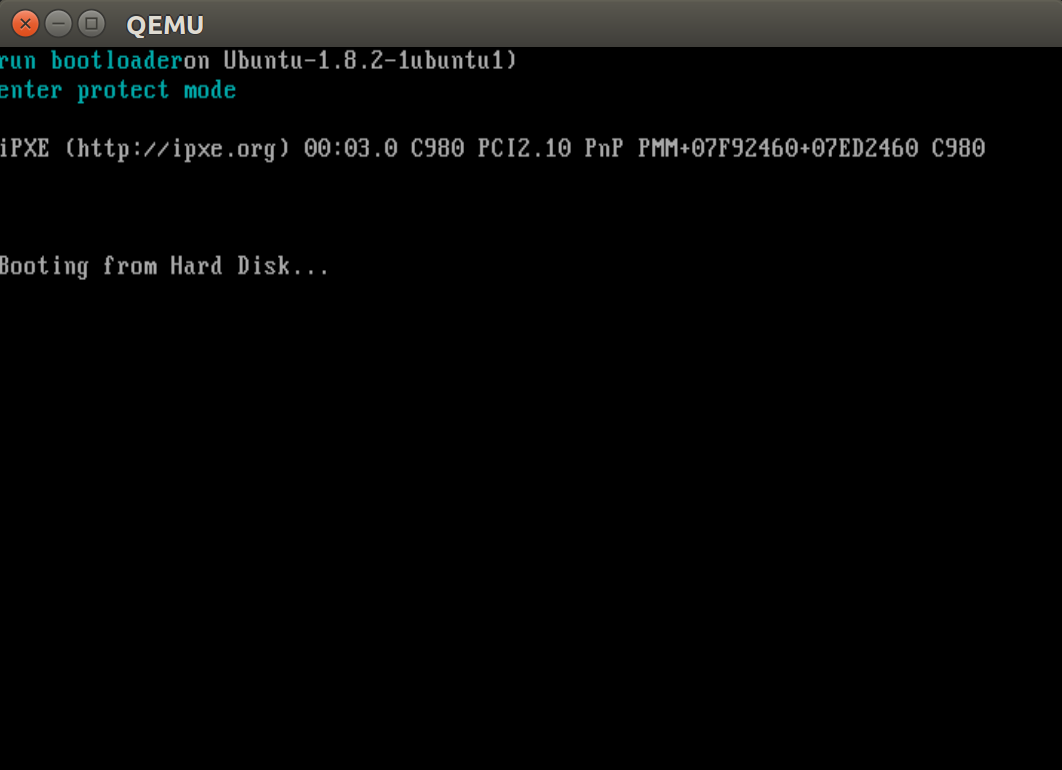 QEMU
run bootloaderon Ubuntu-1.8.2-1ubuntu1)
enter protect mode
iPXE (http://ipxe.org) 00:03.0 C980 PCI2.10 PnP PMM+07F92460+07ED2460 C980
Booting from Hard Disk...